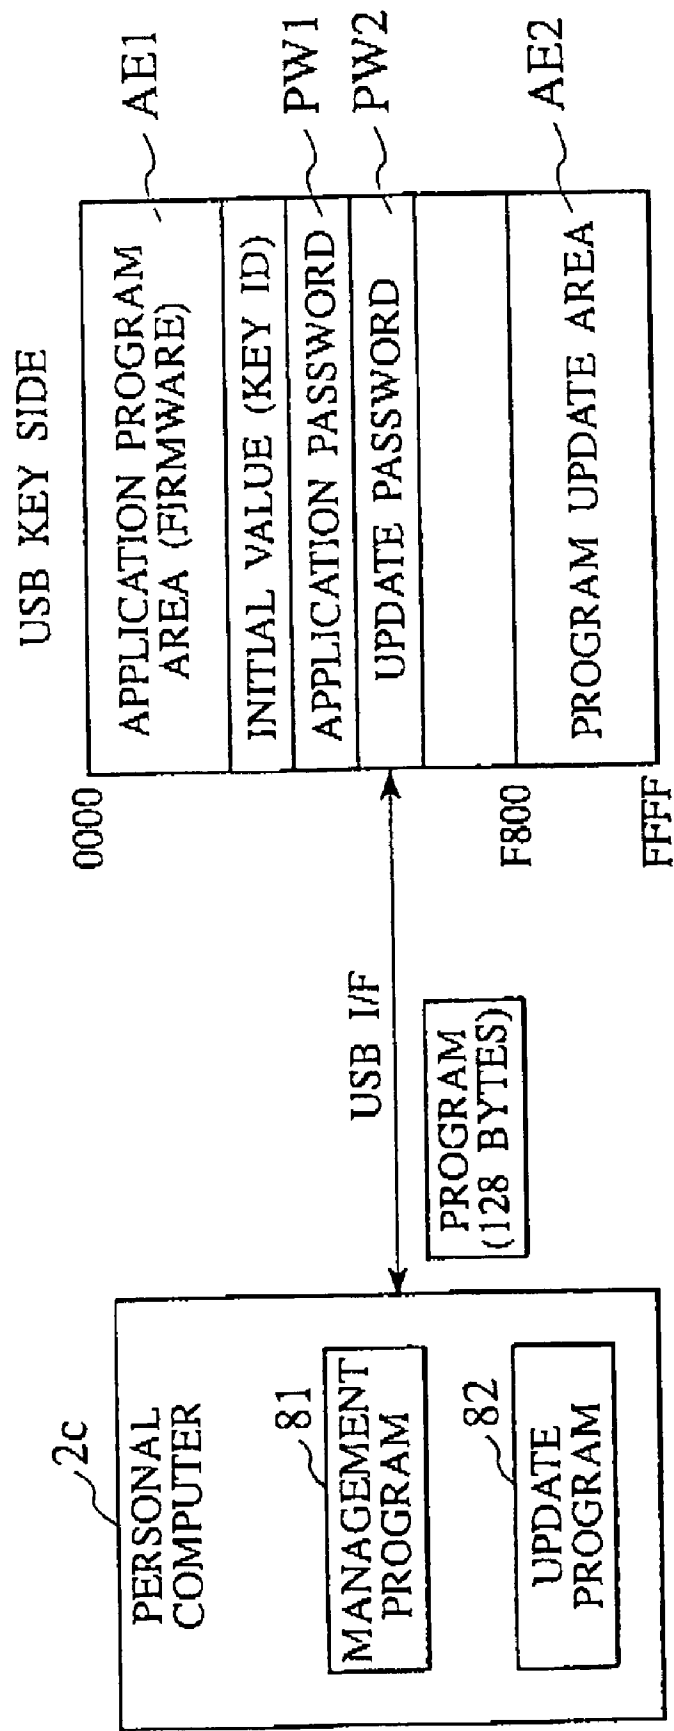 PERSONAL
COMPUTER
2c
MANAGEMENT
PROGRAM
81
UPDATE
PROGRAM
82
USB I/F
PROGRAM
(128 BYTES)
USB KEY SIDE
0000
APPLICATION PROGRAM
AREA (FIRMWARE)
AE1
INITIAL VALUE (KEY ID)
APPLICATION PASSWORD
PW1
UPDATE PASSWORD
PW2
F800
PROGRAM UPDATE AREA
AE2
FFFF